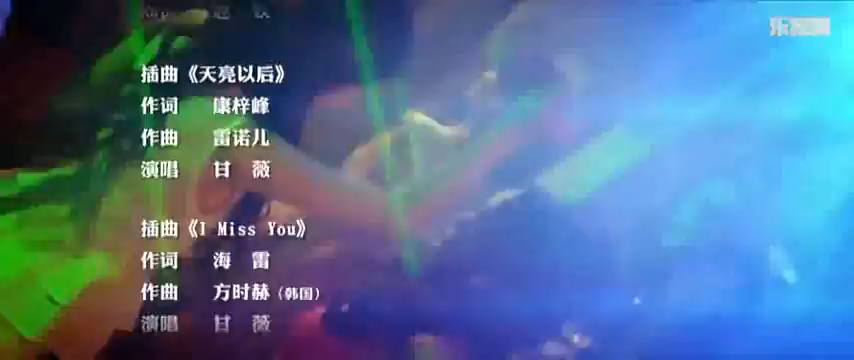 插曲《天亮以后》
作词 康梓峰
作曲 雷诺儿
演唱 甘 薇
插曲《I Miss You》
作词 海 雷
作曲 方时赫（韩国）
演唱 甘 薇